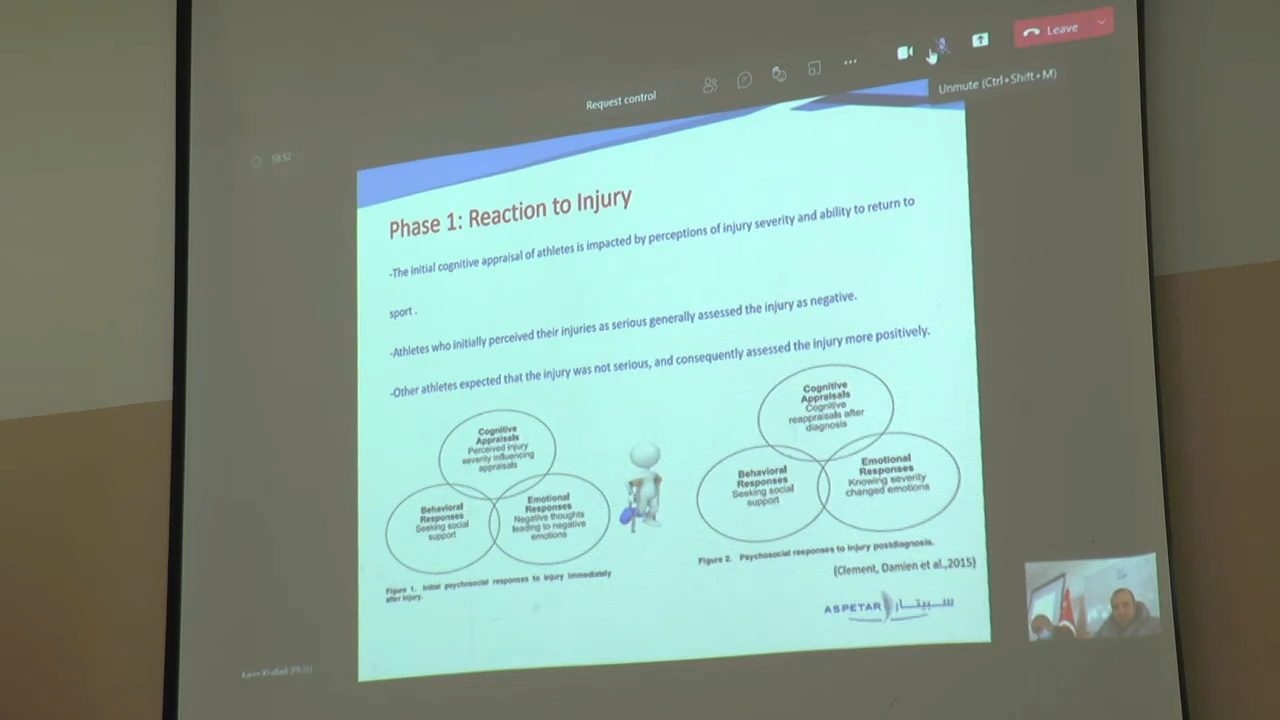 Leave
Request control
Unmute (Ctrl+Shift+M)
59:52
Phase 1: Reaction to Injury
-The initial cognitive appraisal of athletes is impacted by perceptions of injury severity and ability to return to
sport .
-Athletes who initially perceived their injuries as serious generally assessed the injury as negative.
-Other athletes expected that the injury was not serious, and consequently assessed the injury more positively.
Cognitive
Appraisals
Perceived injury
severity influencing
appraisals
Behavioral
Responses
Seeking social
support
Emotional
Responses
Negative thoughts
leading to negative
emotions
Figure 1. Initial psychosocial responses to injury immediately
after injury.
Cognitive
Appraisals
Cognitive
reappraisals after
diagnosis
Behavioral
Responses
Seeking social
support
Emotional
Responses
Knowing severity
changed emotions
Figure 2. Psychosocial responses to injury postdiagnosis.
(Clement, Damien et al.,2015)
ASPETAR سبيتار
Karim Khalladi (Ph.D)